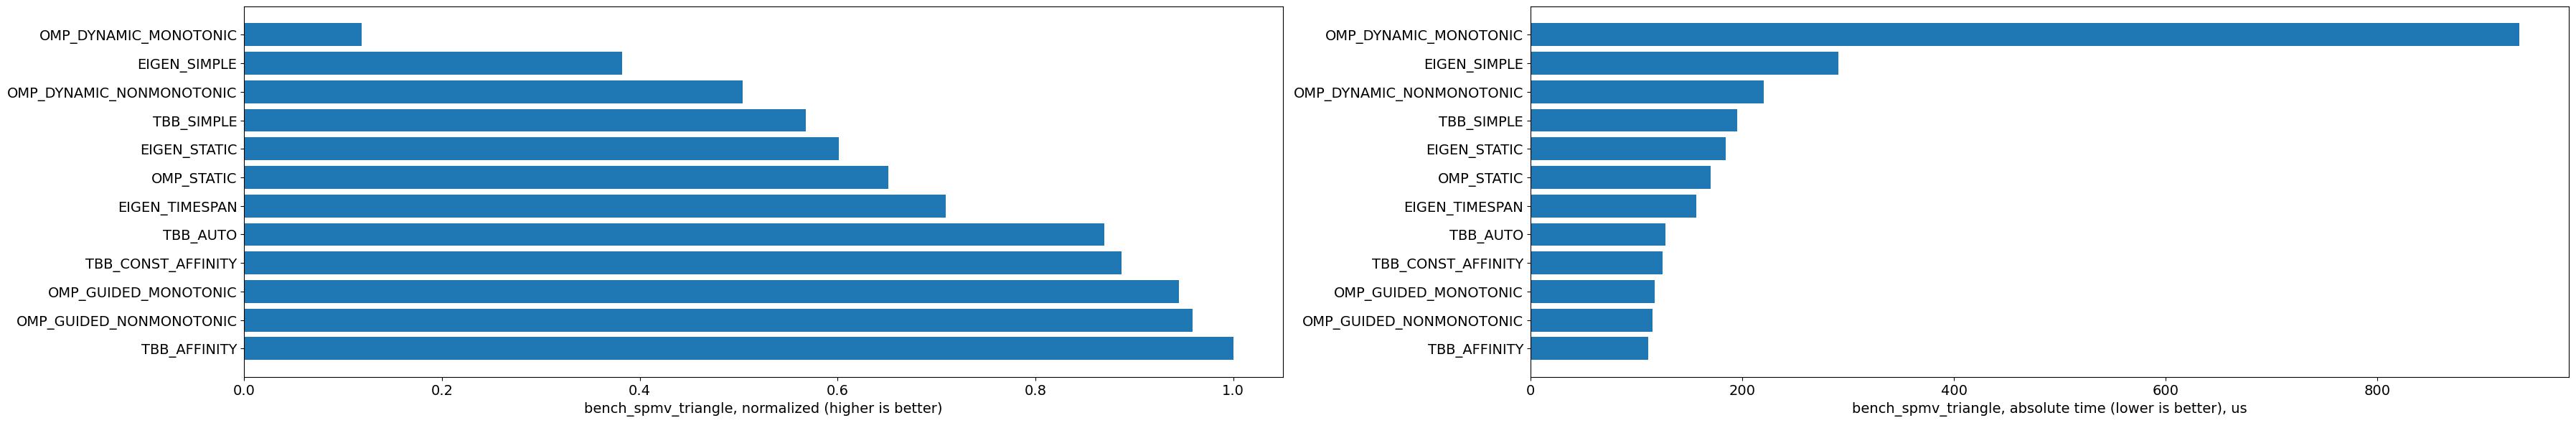 OMP_DYNAMIC_MONOTONIC
EIGEN_SIMPLE
OMP_DYNAMIC_NONMONOTONIC
TBB_SIMPLE
EIGEN_STATIC
OMP_STATIC
EIGEN_TIMESPAN
TBB_AUTO
TBB_CONST_AFFINITY
OMP_GUIDED_MONOTONIC
OMP_GUIDED_NONMONOTONIC
TBB_AFFINITY
0.0 0.2 0.4 0.6 0.8 1.0
bench_spmv_triangle, normalized (higher is better)
OMP_DYNAMIC_MONOTONIC
EIGEN_SIMPLE
OMP_DYNAMIC_NONMONOTONIC
TBB_SIMPLE
EIGEN_STATIC
OMP_STATIC
EIGEN_TIMESPAN
TBB_AUTO
TBB_CONST_AFFINITY
OMP_GUIDED_MONOTONIC
OMP_GUIDED_NONMONOTONIC
TBB_AFFINITY
0 200 400 600 800
bench_spmv_triangle, absolute time (lower is better), us